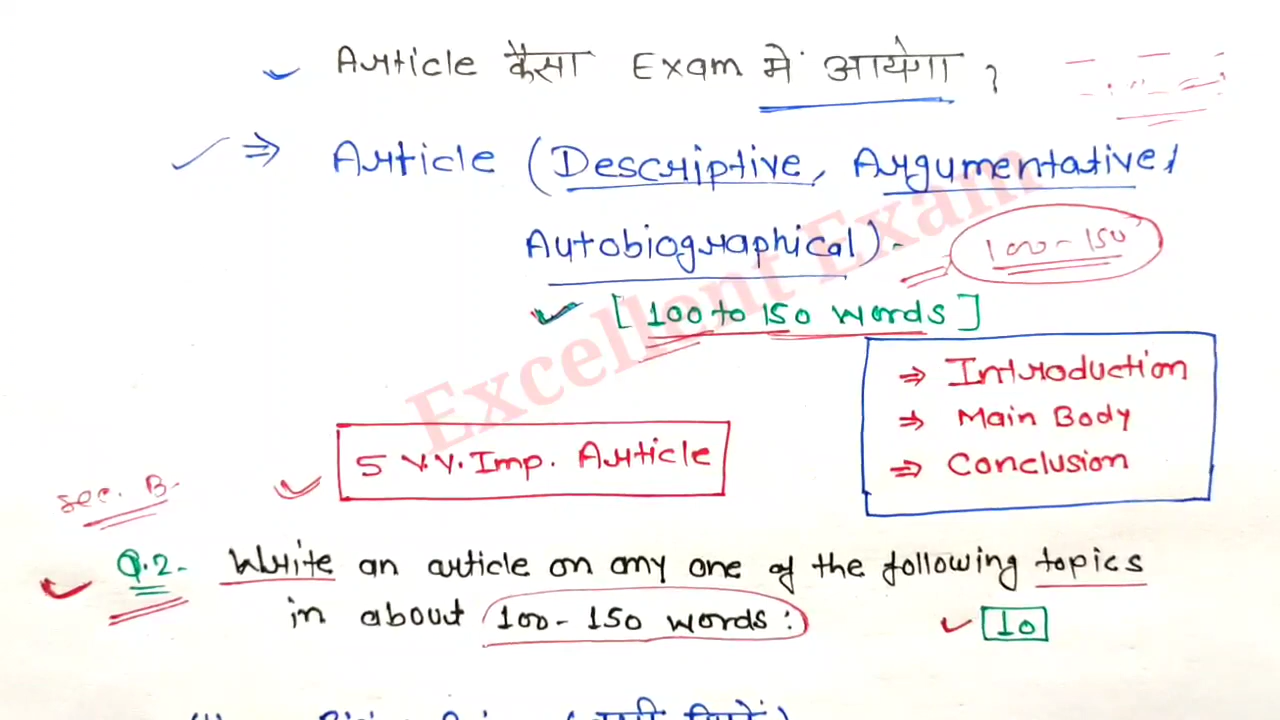 Article कैसा Exam में आयेगा ?
⇒ Article (Descriptive, Argumentative,
Autobiographical) -
100 - 150
[100 to 150 words]
⇒ Introduction
⇒ Main Body
⇒ Conclusion
5 V.V. Imp. Article
Sec. B.
Q.2- Write an article on any one of the following topics
in about 100-150 words :
10
Excellent Exam